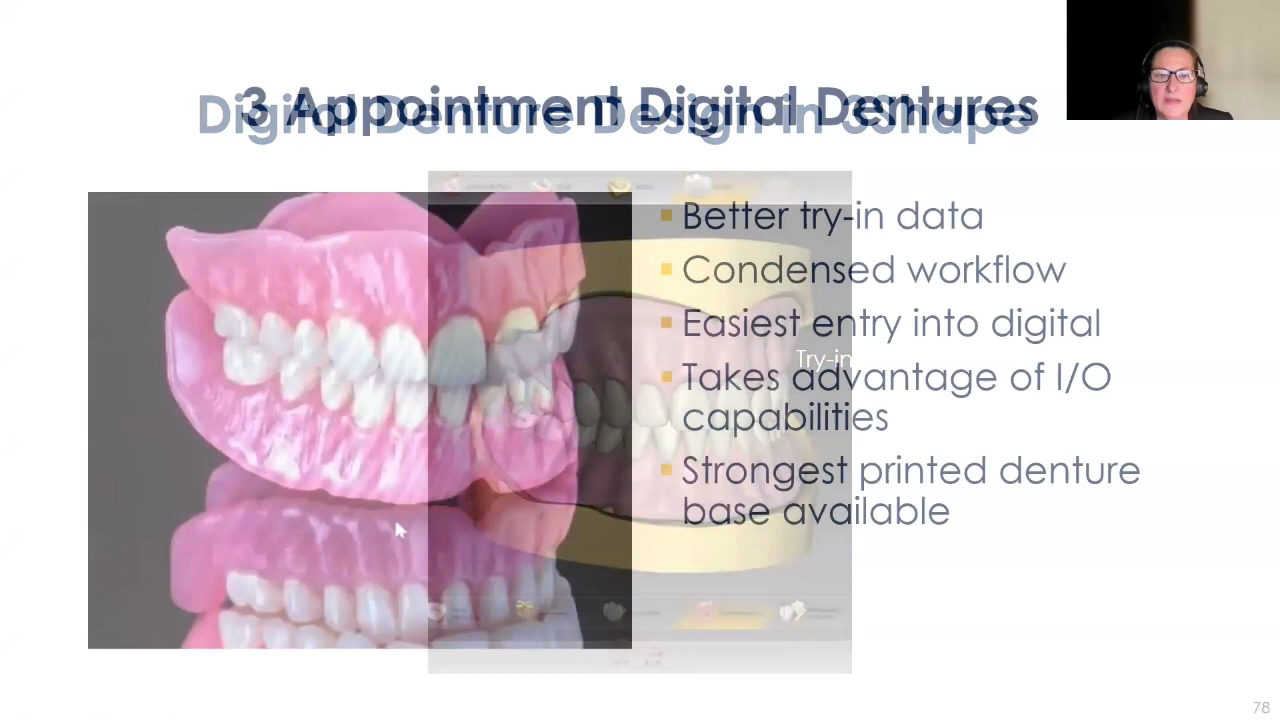 3 Appointment Digital Dentures
Digital Denture Design in 3Shape
Better try-in data
Condensed workflow
Easiest entry into digital
Try-in
Takes advantage of I/O
capabilities
Strongest printed denture
base available
78